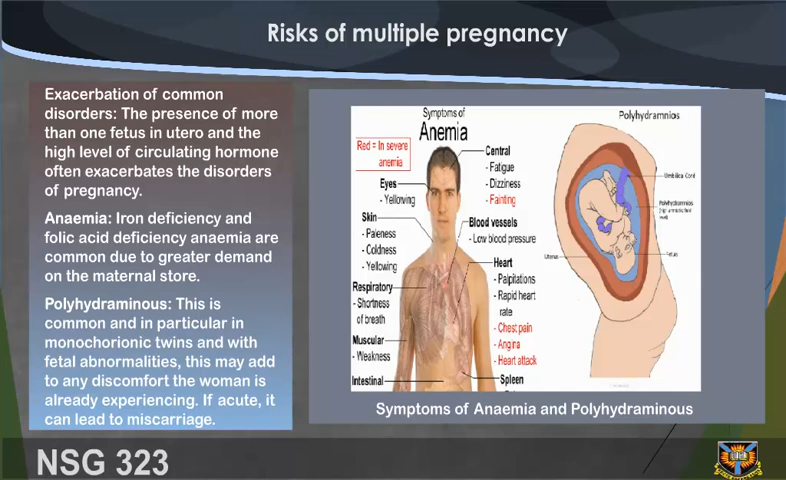 Risks of multiple pregnancy
Exacerbation of common
disorders: The presence of more
than one fetus in utero and the
high level of circulating hormone
often exacerbates the disorders
of pregnancy.
Anaemia: Iron deficiency and
folic acid deficiency anaemia are
common due to greater demand
on the maternal store.
Polyhydraminous: This is
common and in particular in
monochorionic twins and with
fetal abnormalities, this may add
to any discomfort the woman is
already experiencing. If acute, it
can lead to miscarriage.
Symptoms of
Anemia
Red = In severe
anemia
Eyes
- Yellowing
Skin
- Paleness
- Coldness
- Yellowing
Respiratory
- Shortness
of breath
Muscular
- Weakness
Intestinal
Central
- Fatigue
- Dizziness
- Fainting
Blood vessels
- Low blood pressure
Heart
- Palpitations
- Rapid heart
rate
- Chest pain
- Angina
- Heart attack
Spleen
Polyhydramnios
Umbilical Cord
Polyhydramnios
(high amniotic fluid
level)
Fetus
Uterus
Symptoms of Anaemia and Polyhydraminous
NSG 323